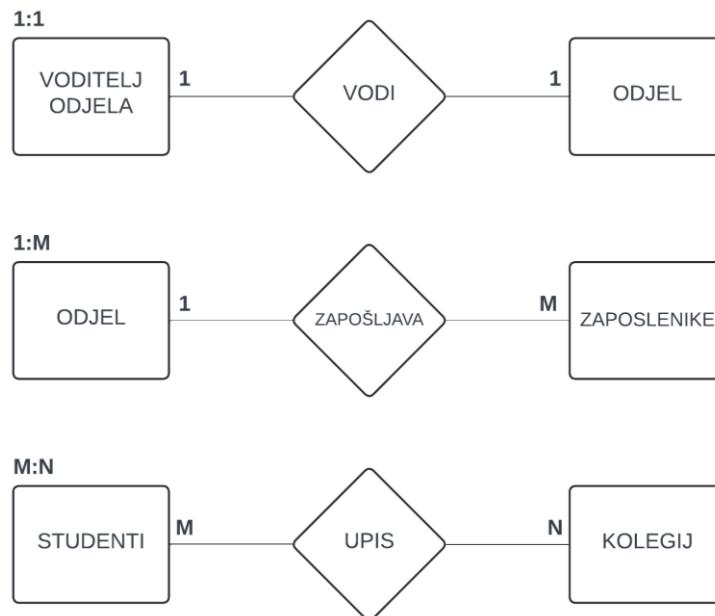 1:1
VODITELJ
ODJELA
1
VODI
1
ODJEL
1:M
ODJEL
1
ZAPOŠLJAVA
M
ZAPOSLENIKE
M:N
STUDENTI
M
UPIS
N
KOLEGIJ